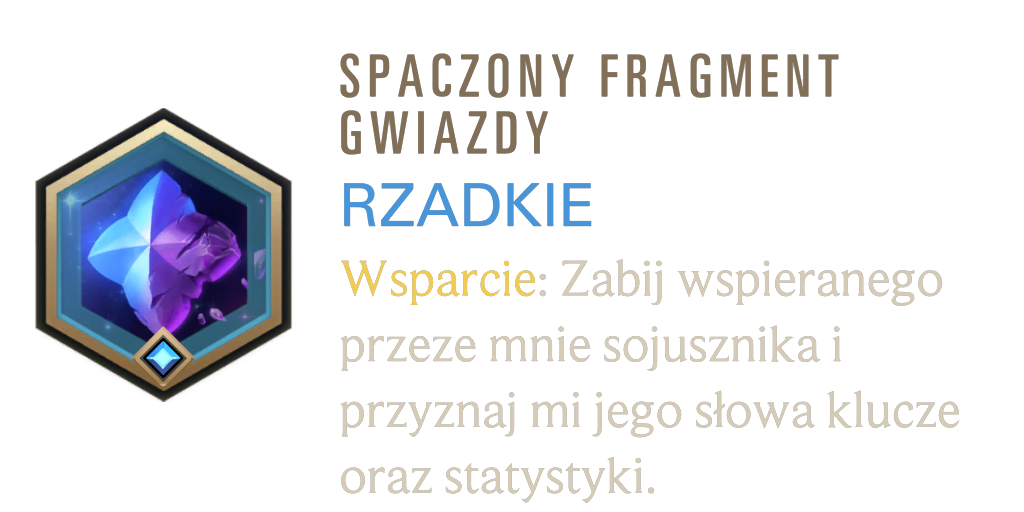 SPACZONY FRAGMENT
GWIAZDY
RZADKIE
Wsparcie: Zabij wspieranego
przeze mnie sojusznika i
przyznaj mi jego słowa klucze
oraz statystyki.